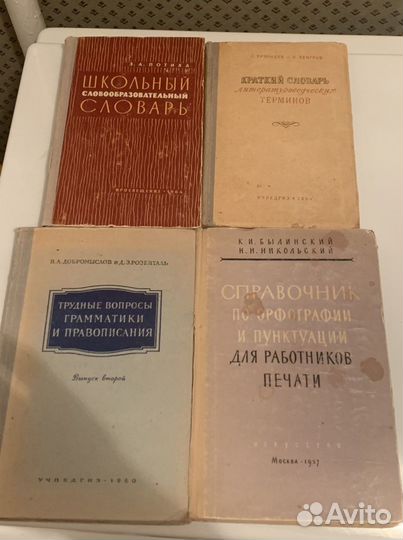 З.А. ПОТИХА
ШКОЛЬНЫЙ
СЛОВООБРАЗОВАТЕЛЬНЫЙ
СЛОВАРЬ
ПРОСВЕЩЕНИЕ
КРАТКИЙ СЛОВАРЬ
литературоведческих
ТЕРМИНОВ
УЧПЕДГИЗ
В.А. ДОБРОМЫСЛОВ и Д.Э. РОЗЕНТАЛЬ
ТРУДНЫЕ ВОПРОСЫ
ГРАММАТИКИ
И ПРАВОПИСАНИЯ
Выпуск второй
УЧПЕДГИЗ - 1960
К.И. БЫЛИНСКИЙ
Н.Н. НИКОЛЬСКИЙ
СПРАВОЧНИК
ПО ОРФОГРАФИИ
И ПУНКТУАЦИИ
ДЛЯ РАБОТНИКОВ
ПЕЧАТИ
ИСКУССТВО
Москва - 1957
Avito